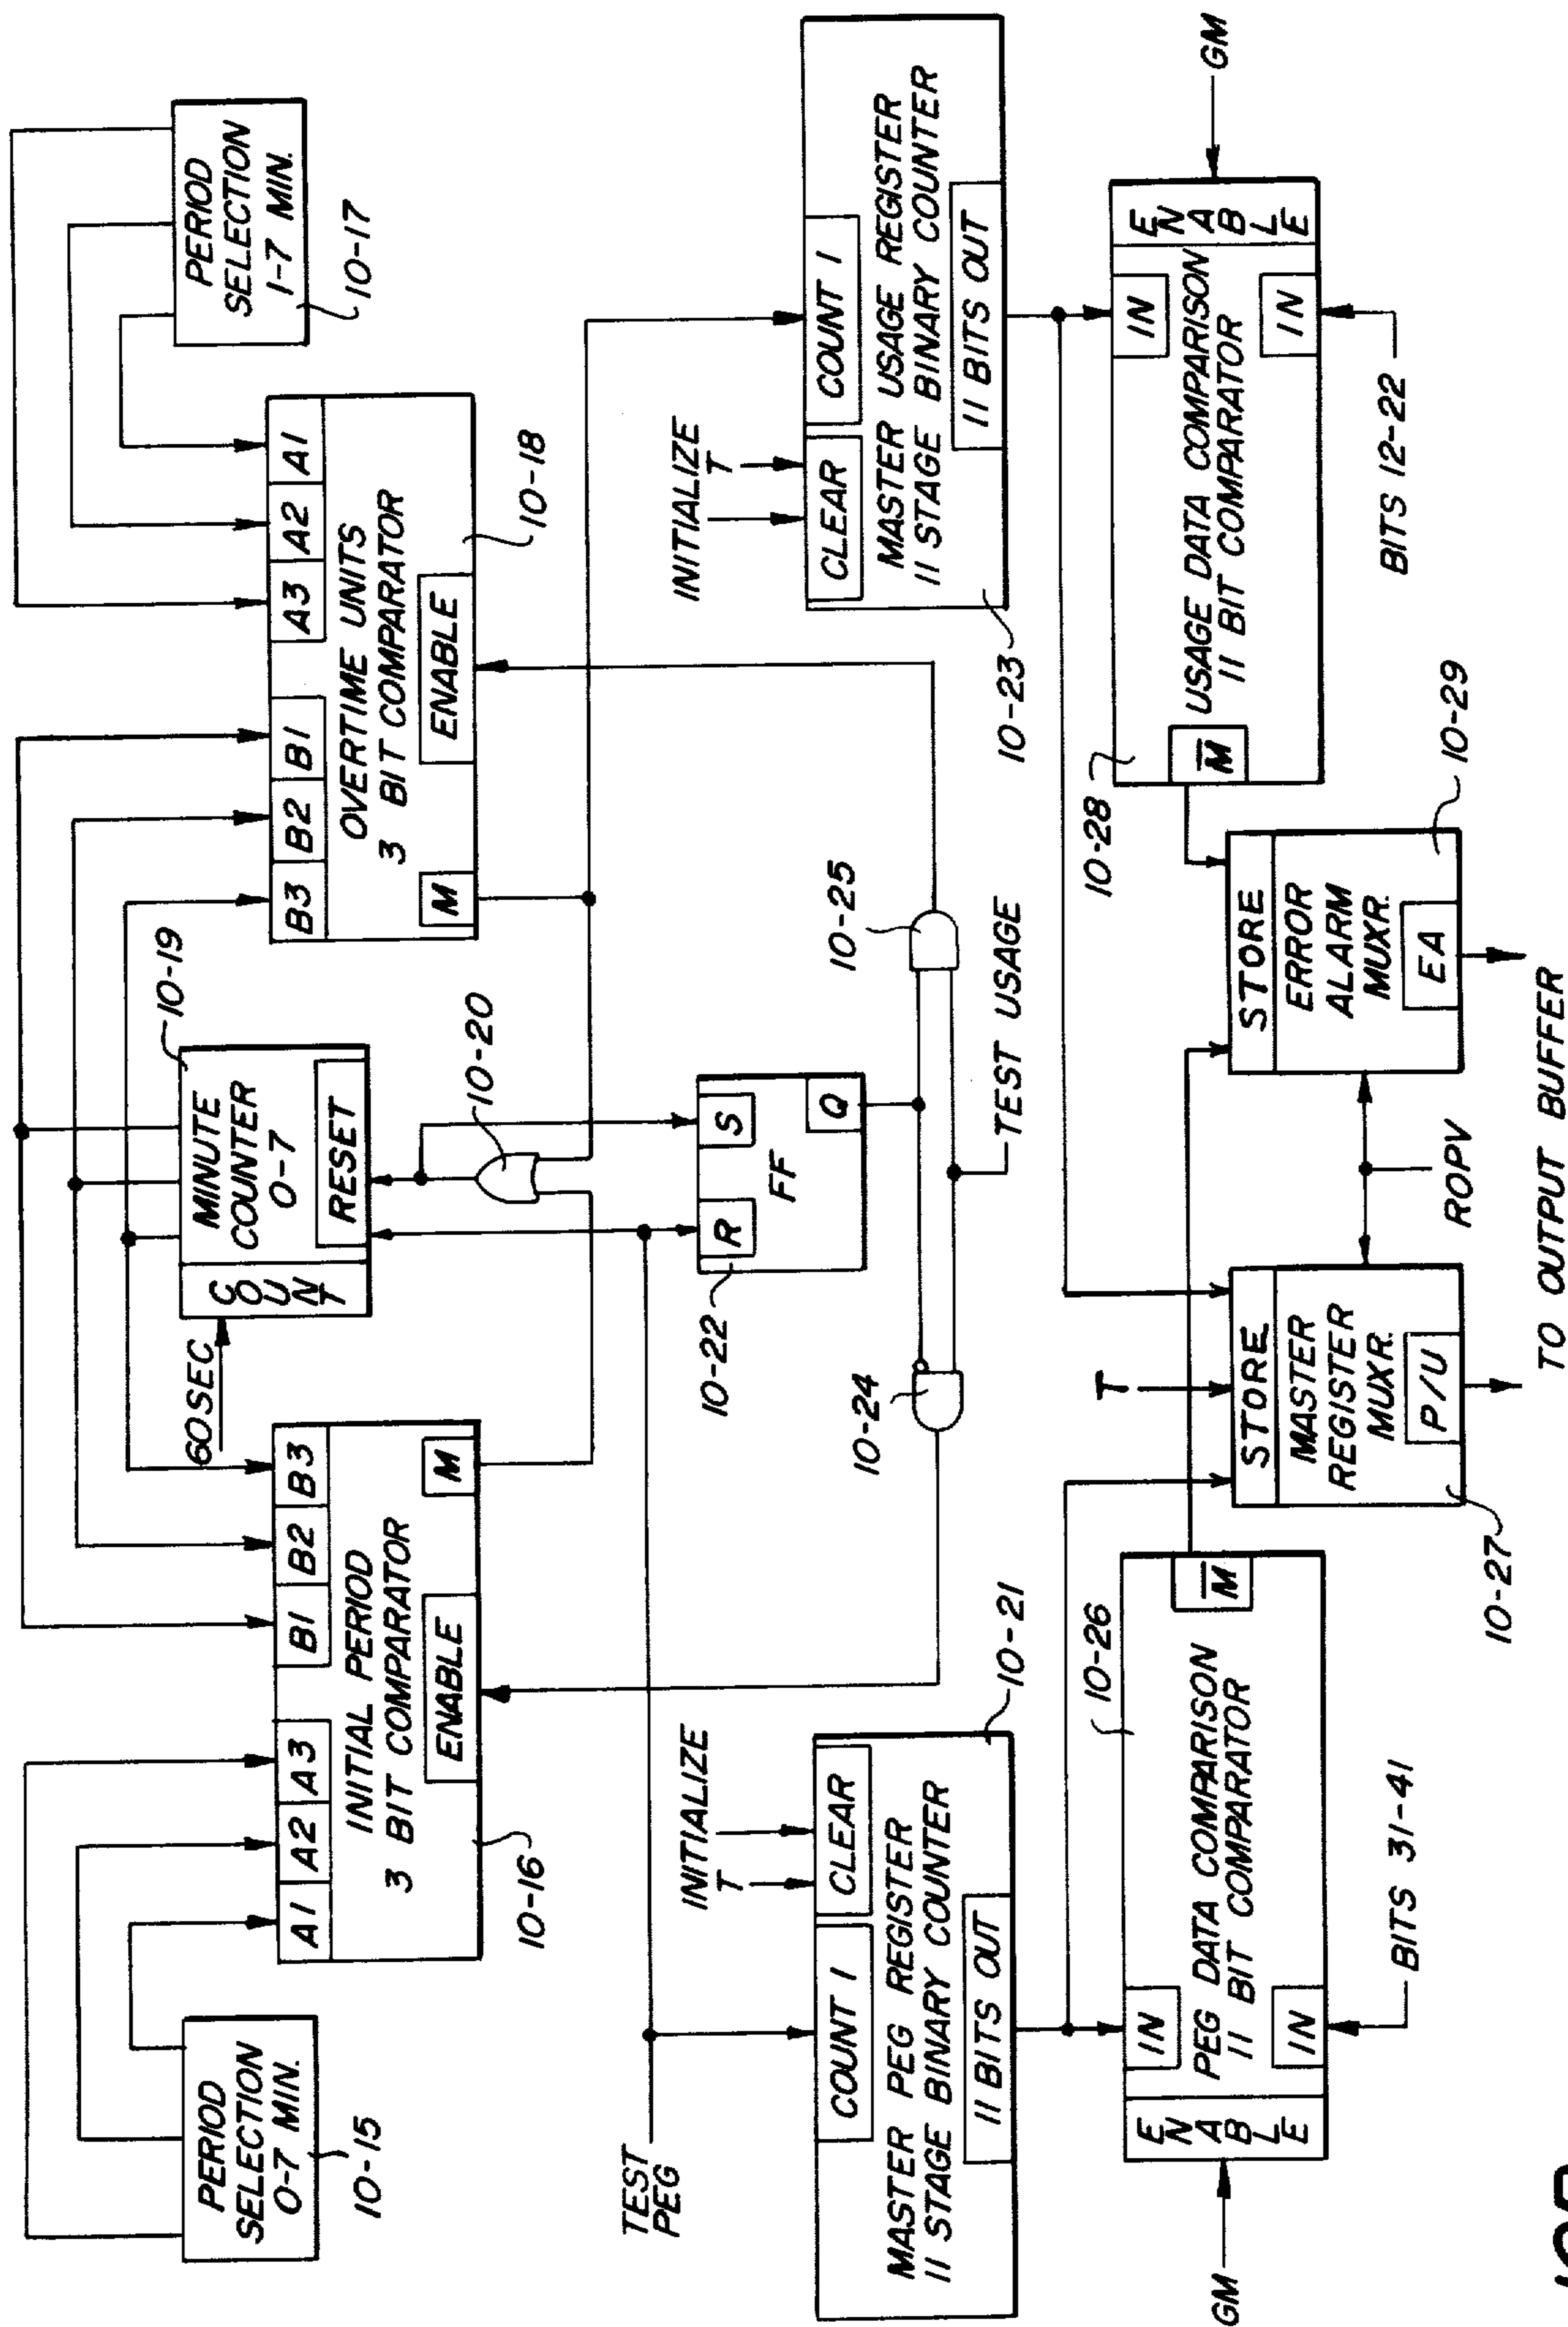 PERIOD
SELECTION
0-7 MIN.
10-15
A1
A2
A3
B1
B2
B3
INITIAL PERIOD
3 BIT COMPARATOR
ENABLE
M
10-16
60SEC
COUNT
MINUTE
COUNTER
0-7
RESET
10-19
10-20
B3
B2
B1
A3
A2
A1
OVERTIME UNITS
3 BIT COMPARATOR
M
ENABLE
10-18
PERIOD
SELECTION
1-7 MIN.
10-17
TEST
PEG
R
S
FF
Q
10-22
10-24
10-25
TEST USAGE
INITIALIZE
T
COUNT 1
CLEAR
MASTER PEG REGISTER
11 STAGE BINARY COUNTER
11 BITS OUT
10-21
INITIALIZE
T
CLEAR
COUNT 1
MASTER USAGE REGISTER
11 STAGE BINARY COUNTER
11 BITS OUT
10-23
GM
ENABLE
IN
PEG DATA COMPARISON
11 BIT COMPARATOR
IN
M̅
10-26
BITS 31-41
T
STORE
MASTER
REGISTER
MUXR.
P/U
10-27
ROPV
STORE
ERROR
ALARM
MUXR.
EA
10-29
10-28
M̅
IN
USAGE DATA COMPARISON
11 BIT COMPARATOR
IN
ENABLE
GM
BITS 12-22
TO OUTPUT BUFFER